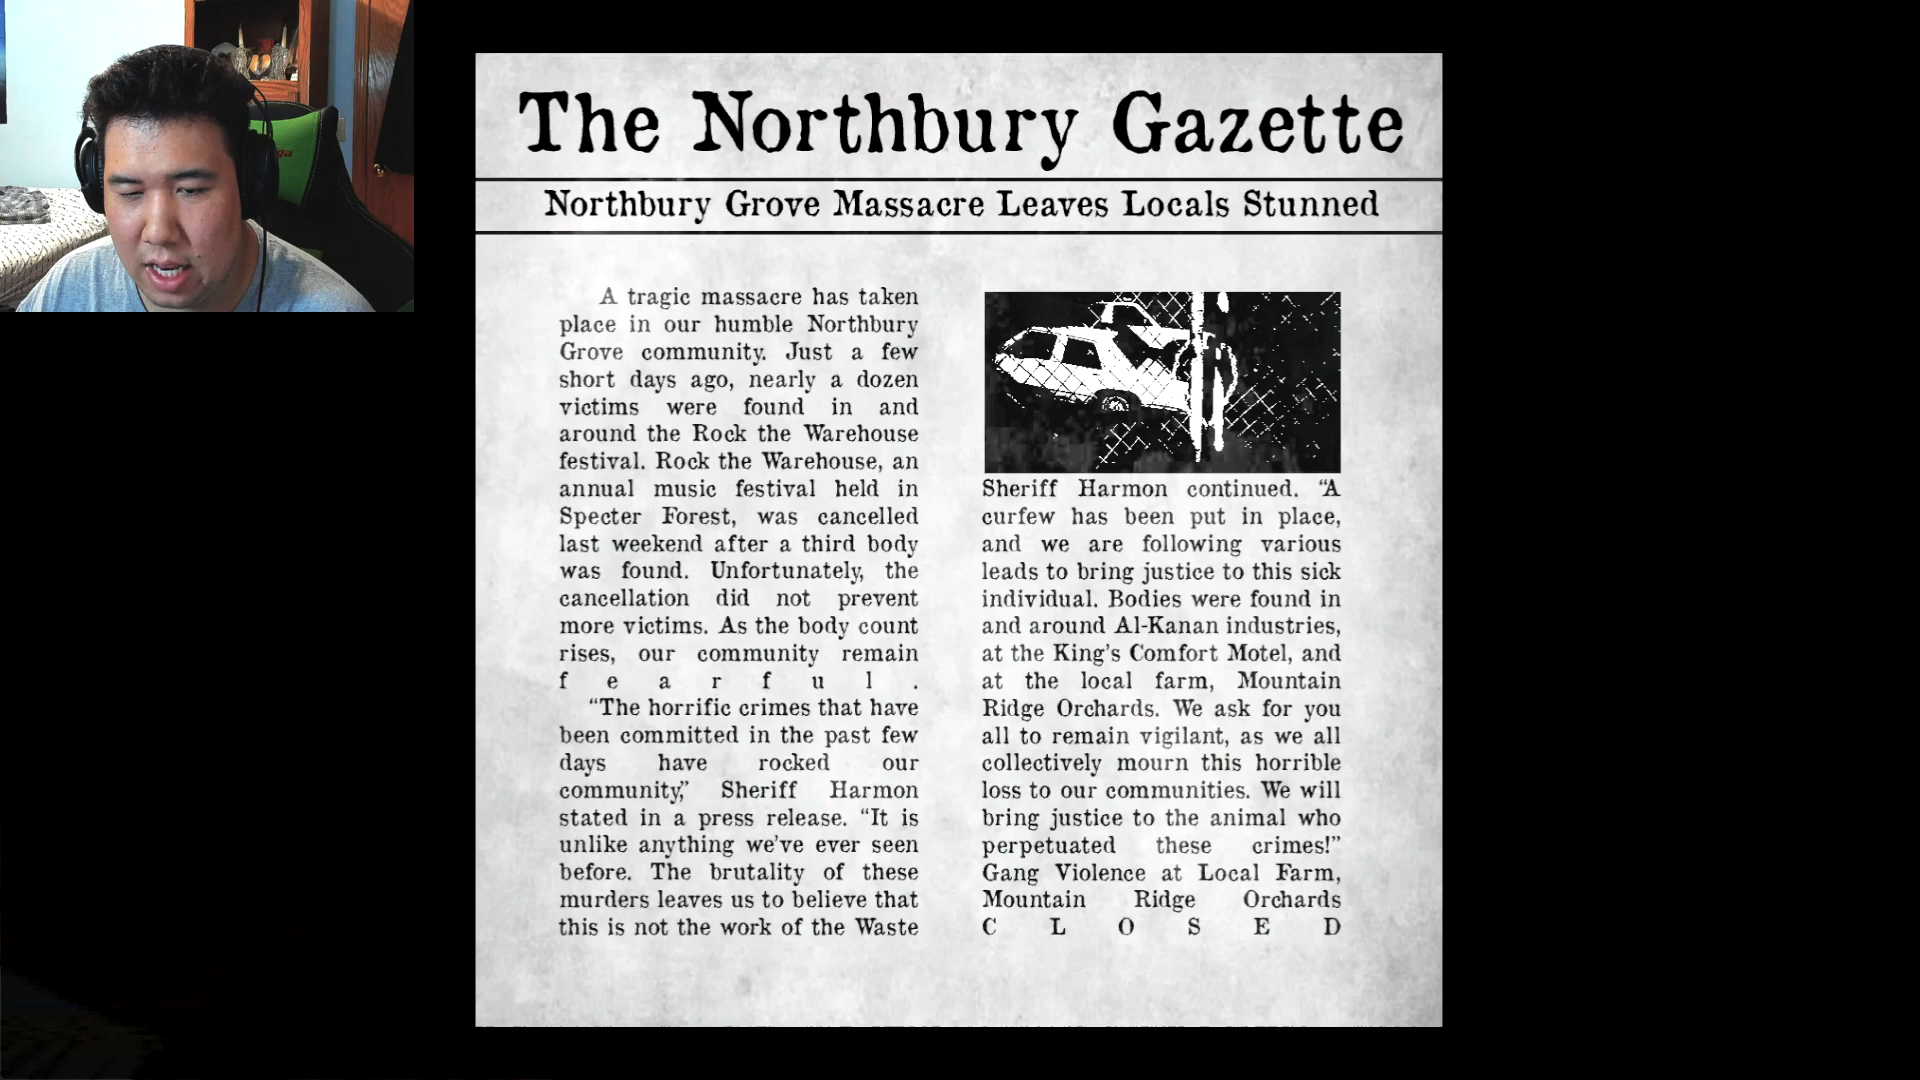 The Northbury Gazette
Northbury Grove Massacre Leaves Locals Stunned
A tragic massacre has taken
place in our humble Northbury
Grove community. Just a few
short days ago, nearly a dozen
victims were found in and
around the Rock the Warehouse
festival. Rock the Warehouse, an
annual music festival held in
Specter Forest, was cancelled
last weekend after a third body
was found. Unfortunately, the
cancellation did not prevent
more victims. As the body count
rises, our community remain
f e a r f u l .
“The horrific crimes that have
been committed in the past few
days have rocked our
community,” Sheriff Harmon
stated in a press release. “It is
unlike anything we've ever seen
before. The brutality of these
murders leaves us to believe that
this is not the work of the Waste
Sheriff Harmon continued. “A
curfew has been put in place,
and we are following various
leads to bring justice to this sick
individual. Bodies were found in
and around Al-Kanan industries,
at the King's Comfort Motel, and
at the local farm, Mountain
Ridge Orchards. We ask for you
all to remain vigilant, as we all
collectively mourn this horrible
loss to our communities. We will
bring justice to the animal who
perpetuated these crimes!”
Gang Violence at Local Farm,
Mountain Ridge Orchards
C L O S E D